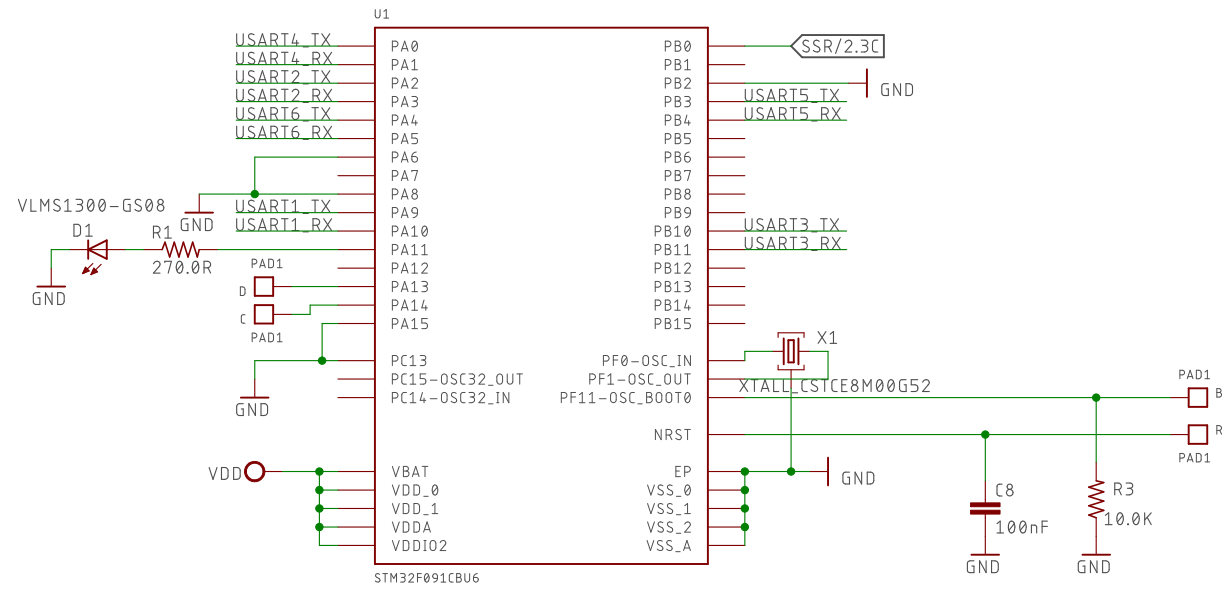 U1
USART4_TX
USART4_RX
USART2_TX
USART2_RX
USART6_TX
USART6_RX
VLMS1300-GS08
GND
USART1_TX
USART1_RX
D1
R1
270.0R
GND
PAD1
D
C
PAD1
GND
VDD
PA0
PA1
PA2
PA3
PA4
PA5
PA6
PA7
PA8
PA9
PA10
PA11
PA12
PA13
PA14
PA15
PC13
PC15-OSC32_OUT
PC14-OSC32_IN
VBAT
VDD_0
VDD_1
VDDA
VDDIO2
PB0
PB1
PB2
PB3
PB4
PB5
PB6
PB7
PB8
PB9
PB10
PB11
PB12
PB13
PB14
PB15
PF0-OSC_IN
PF1-OSC_OUT
PF11-OSC_BOOT0
NRST
EP
VSS_0
VSS_1
VSS_2
VSS_A
STM32F091CBU6
SSR/2.3C
GND
USART5_TX
USART5_RX
USART3_TX
USART3_RX
X1
XTALL_CSTCE8M00G52
GND
PAD1
B
R
PAD1
C8
100nF
GND
R3
10.0K
GND